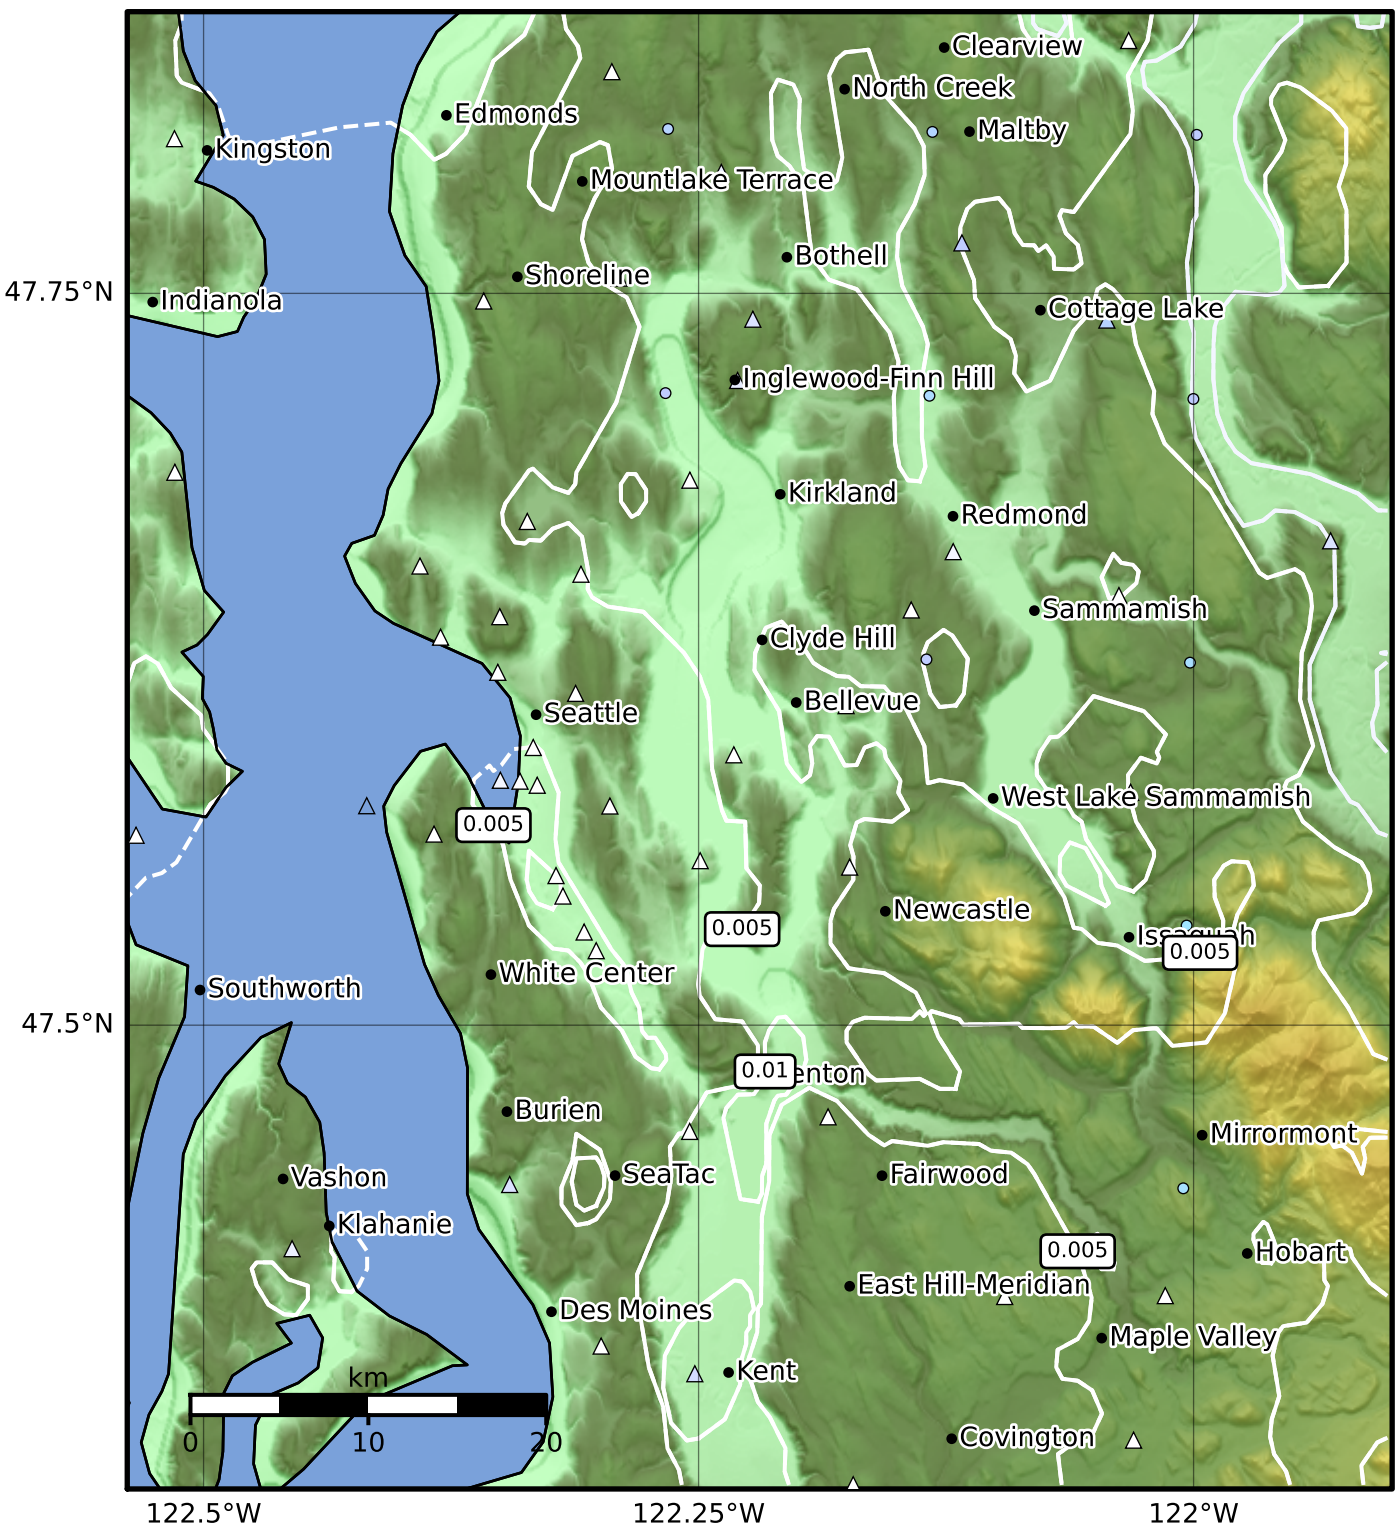 Clearview
North Creek
Edmonds
Maltby
Kingston
Mountlake Terrace
Bothell
Shoreline
47.75°N
Indianola
Cottage Lake
Inglewood-Finn Hill
Kirkland
Redmond
Sammamish
Clyde Hill
Bellevue
Seattle
West Lake Sammamish
0.005
Newcastle
0.005
Issaquah
0.005
White Center
Southworth
47.5°N
0.01
enton
Burien
Mirrormont
Vashon
SeaTac
Fairwood
Klahanie
0.005
Hobart
East Hill-Meridian
Des Moines
Maple Valley
Kent
km
0 10 20
Covington
122.5°W 122.25°W 122°W